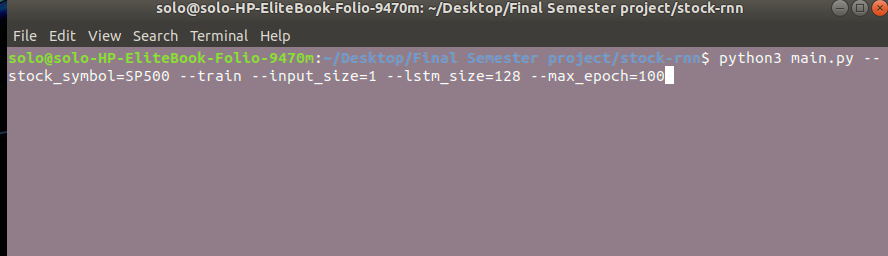 solo@solo-HP-EliteBook-Folio-9470m: ~/Desktop/Final Semester project/stock-rnn
File Edit View Search Terminal Help
solo@solo-HP-EliteBook-Folio-9470m:~/Desktop/Final Semester project/stock-rnn$ python3 main.py --
stock_symbol=SP500 --train --input_size=1 --lstm_size=128 --max_epoch=100